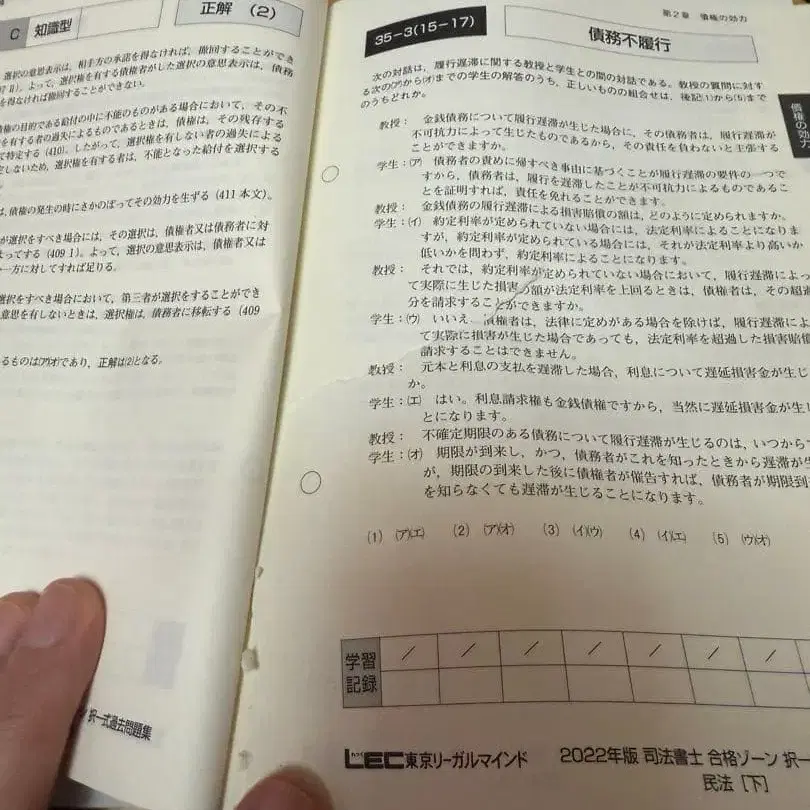 C 知識型
正解 (2)
選択の意思表示は、相手方の承諾を得なければ、撤回することができ
よって、選択権を有する債権者がした選択の意思表示は、債務
を得なければ撤回することができない。
債権の目的である給付の中に不能のものがある場合において、その不
を有する者の過失によるものであるときは、債権は、その残存する
て特定する(410)。したがって、選択権を有しない者の過失による
定しないため、選択権を有する者は、不能となった給付を選択する
は、債権の発生の時にさかのぼってその効力を生ずる(411本文)。
が選択をすべき場合には、その選択は、債権者又は債務者に対
よってする(409Ⅰ)。よって、選択の意思表示は、債権者又は
一方に対してすれば足りる。
選択をすべき場合において、第三者が選択をすることができ
意思を有しないときは、選択権は、債務者に移転する(409
るものは(ア)(オ)であり、正解は(2)となる。
択一式過去問題集
第2章 債権の効力
35-3(15-17)
債務不履行
債権の効力
次の対話は、履行遅滞に関する教授と学生との間の対話である。教授の質問に対す
る次の(ア)から(オ)までの学生の解答のうち、正しいものの組合せは、後記(1)から(5)まで
のうちどれか。
教授: 金銭債務について履行遅滞が生じた場合に、その債務者は、履行遅滞が
不可抗力によって生じたものであるから、その責任を負わないと主張する
ことができますか。
学生:(ア) 債務者の責めに帰すべき事由に基づくことが履行遅滞の要件の一つで
すから、債務者は、履行を遅滞したことが不可抗力によるものであるこ
とを証明すれば、責任を免れることができます。
教授: 金銭債務の履行遅滞による損害賠償の額は、どのように定められますか。
学生:(イ) 約定利率が定められていない場合には、法定利率によることになりま
すが、約定利率が定められている場合には、それが法定利率より高いか
低いかを問わず、約定利率によることになります。
教授: それでは、約定利率が定められていない場合において、履行遅滞によっ
て実際に生じた損害の額が法定利率を上回るときは、債権者は、その超過
分を請求することができますか。
学生:(ウ) いいえ、債権者は、法律に定めがある場合を除けば、履行遅滞によ
て実際に損害が生じた場合であっても、法定利率を超過した損害賠償
請求することはできません。
教授: 元本と利息の支払を遅滞した場合、利息について遅延損害金が生じ
か。
学生:(エ) はい。利息請求権も金銭債権ですから、当然に遅延損害金が生じ
とになります。
教授: 不確定期限のある債務について履行遅滞が生じるのは、いつから
学生:(オ) 期限が到来し、かつ、債務者がこれを知ったときから遅滞が生
が、期限の到来した後に債権者が催告すれば、債務者が期限到
を知らなくても遅滞が生じることになります。
(1) (ア)(エ) (2) (ア)(オ) (3) (イ)(ウ) (4) (イ)(エ) (5) (ウ)(オ)
学習記録 / / / / / / /
LEC東京リーガルマインド 2022年版 司法書士 合格ゾーン 択一
民法[下]